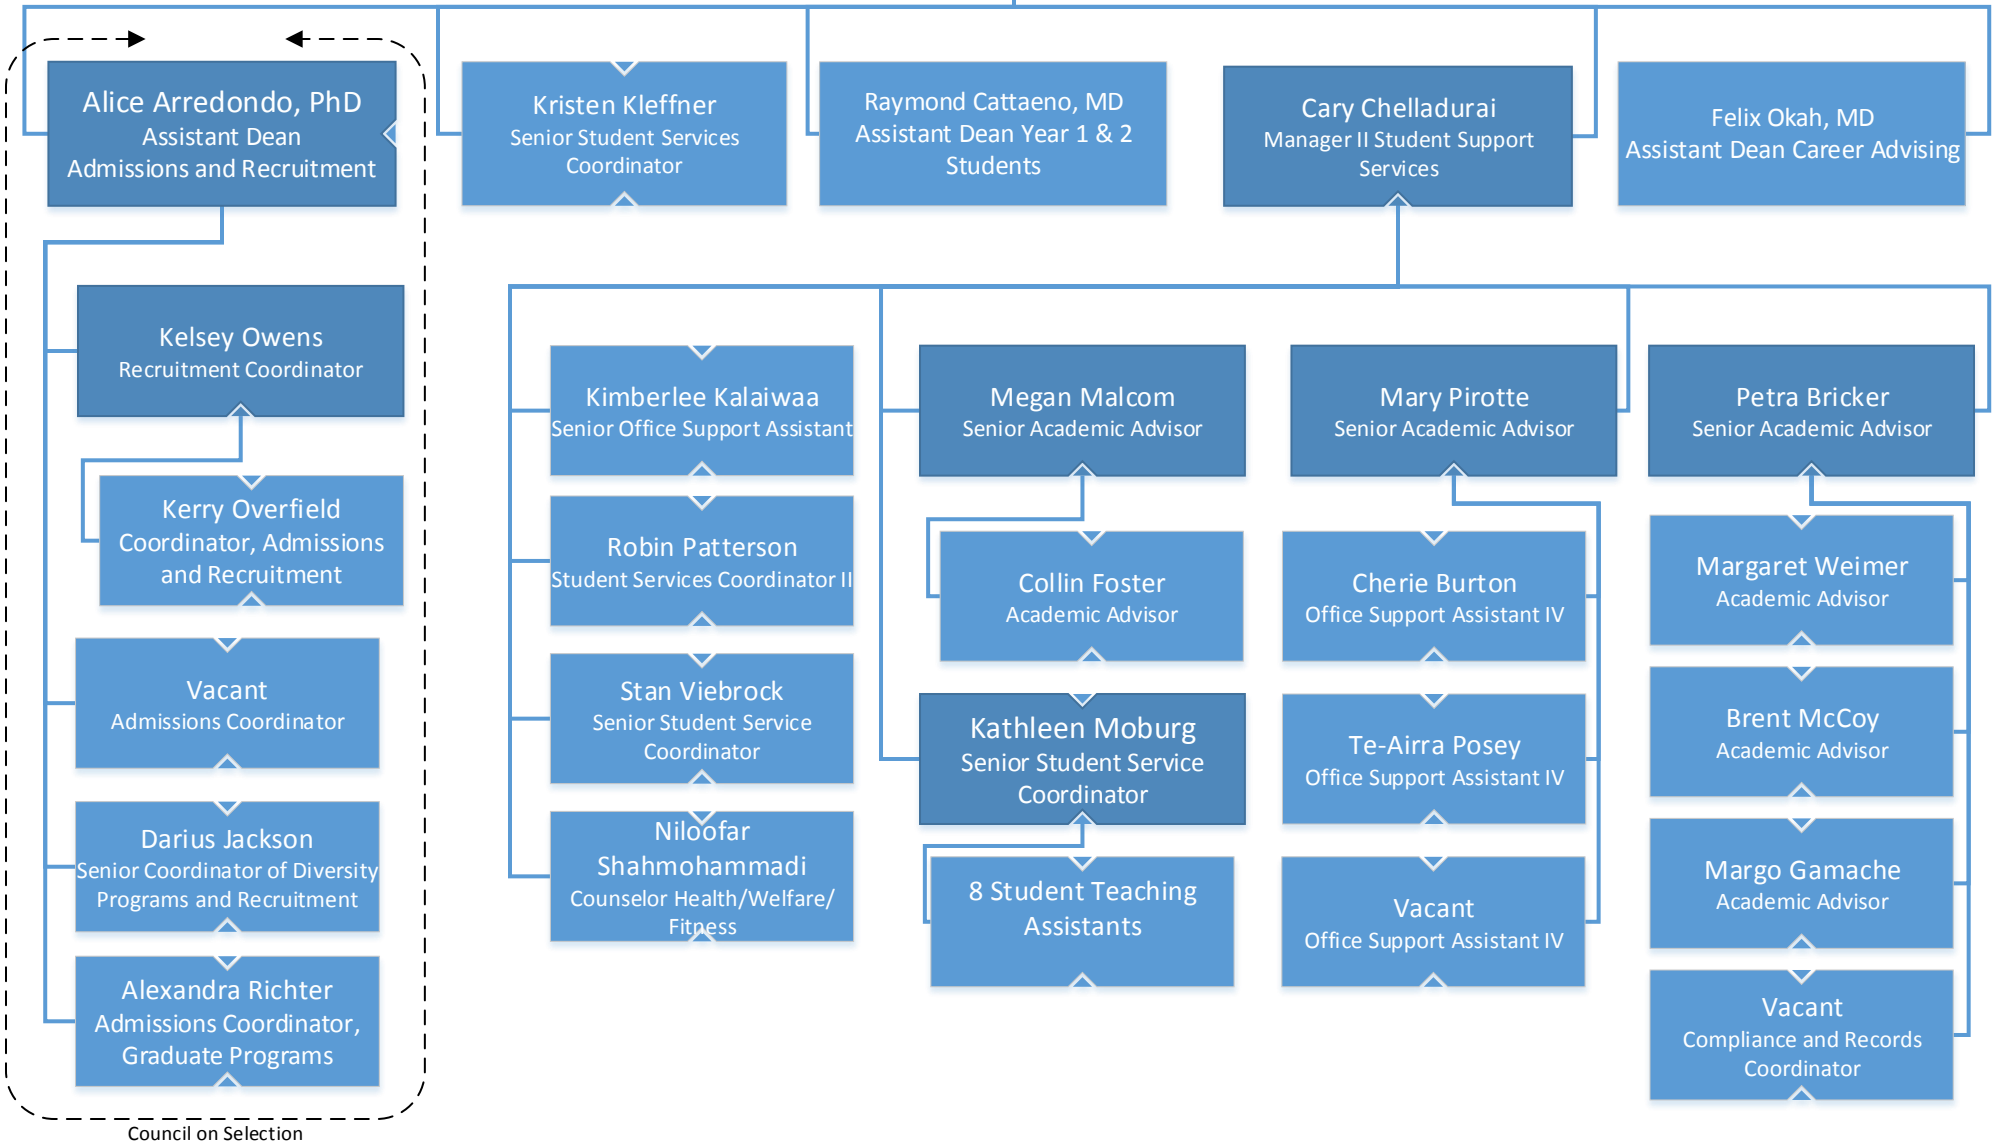 Alice Arredondo, PhD
Assistant Dean
Admissions and Recruitment
Kristen Kleffner
Senior Student Services
Coordinator
Raymond Cattaeno, MD
Assistant Dean Year 1 & 2
Students
Cary Chelladurai
Manager II Student Support
Services
Felix Okah, MD
Assistant Dean Career Advising
Kelsey Owens
Recruitment Coordinator
Kerry Overfield
Coordinator, Admissions
and Recruitment
Vacant
Admissions Coordinator
Darius Jackson
Senior Coordinator of Diversity
Programs and Recruitment
Alexandra Richter
Admissions Coordinator,
Graduate Programs
Council on Selection
Kimberlee Kalaiwaa
Senior Office Support Assistant
Robin Patterson
Student Services Coordinator II
Stan Viebrock
Senior Student Service
Coordinator
Niloofar
Shahmohammadi
Counselor Health/Welfare/
Fitness
Megan Malcom
Senior Academic Advisor
Collin Foster
Academic Advisor
Kathleen Moburg
Senior Student Service
Coordinator
8 Student Teaching
Assistants
Mary Pirotte
Senior Academic Advisor
Cherie Burton
Office Support Assistant IV
Te-Airra Posey
Office Support Assistant IV
Vacant
Office Support Assistant IV
Petra Bricker
Senior Academic Advisor
Margaret Weimer
Academic Advisor
Brent McCoy
Academic Advisor
Margo Gamache
Academic Advisor
Vacant
Compliance and Records
Coordinator